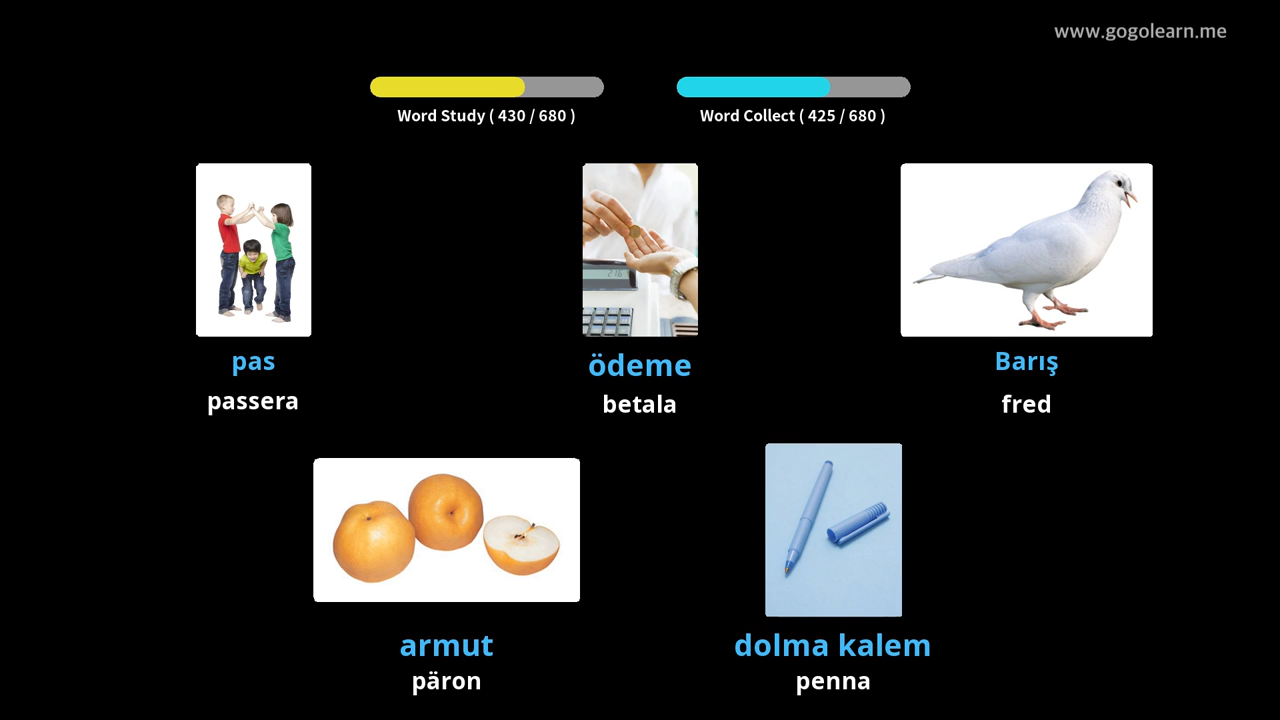 www.gogolearn.me
Word Study ( 430 / 680 )
Word Collect ( 425 / 680 )
pas
passera
ödeme
betala
Barış
fred
armut
päron
dolma kalem
penna